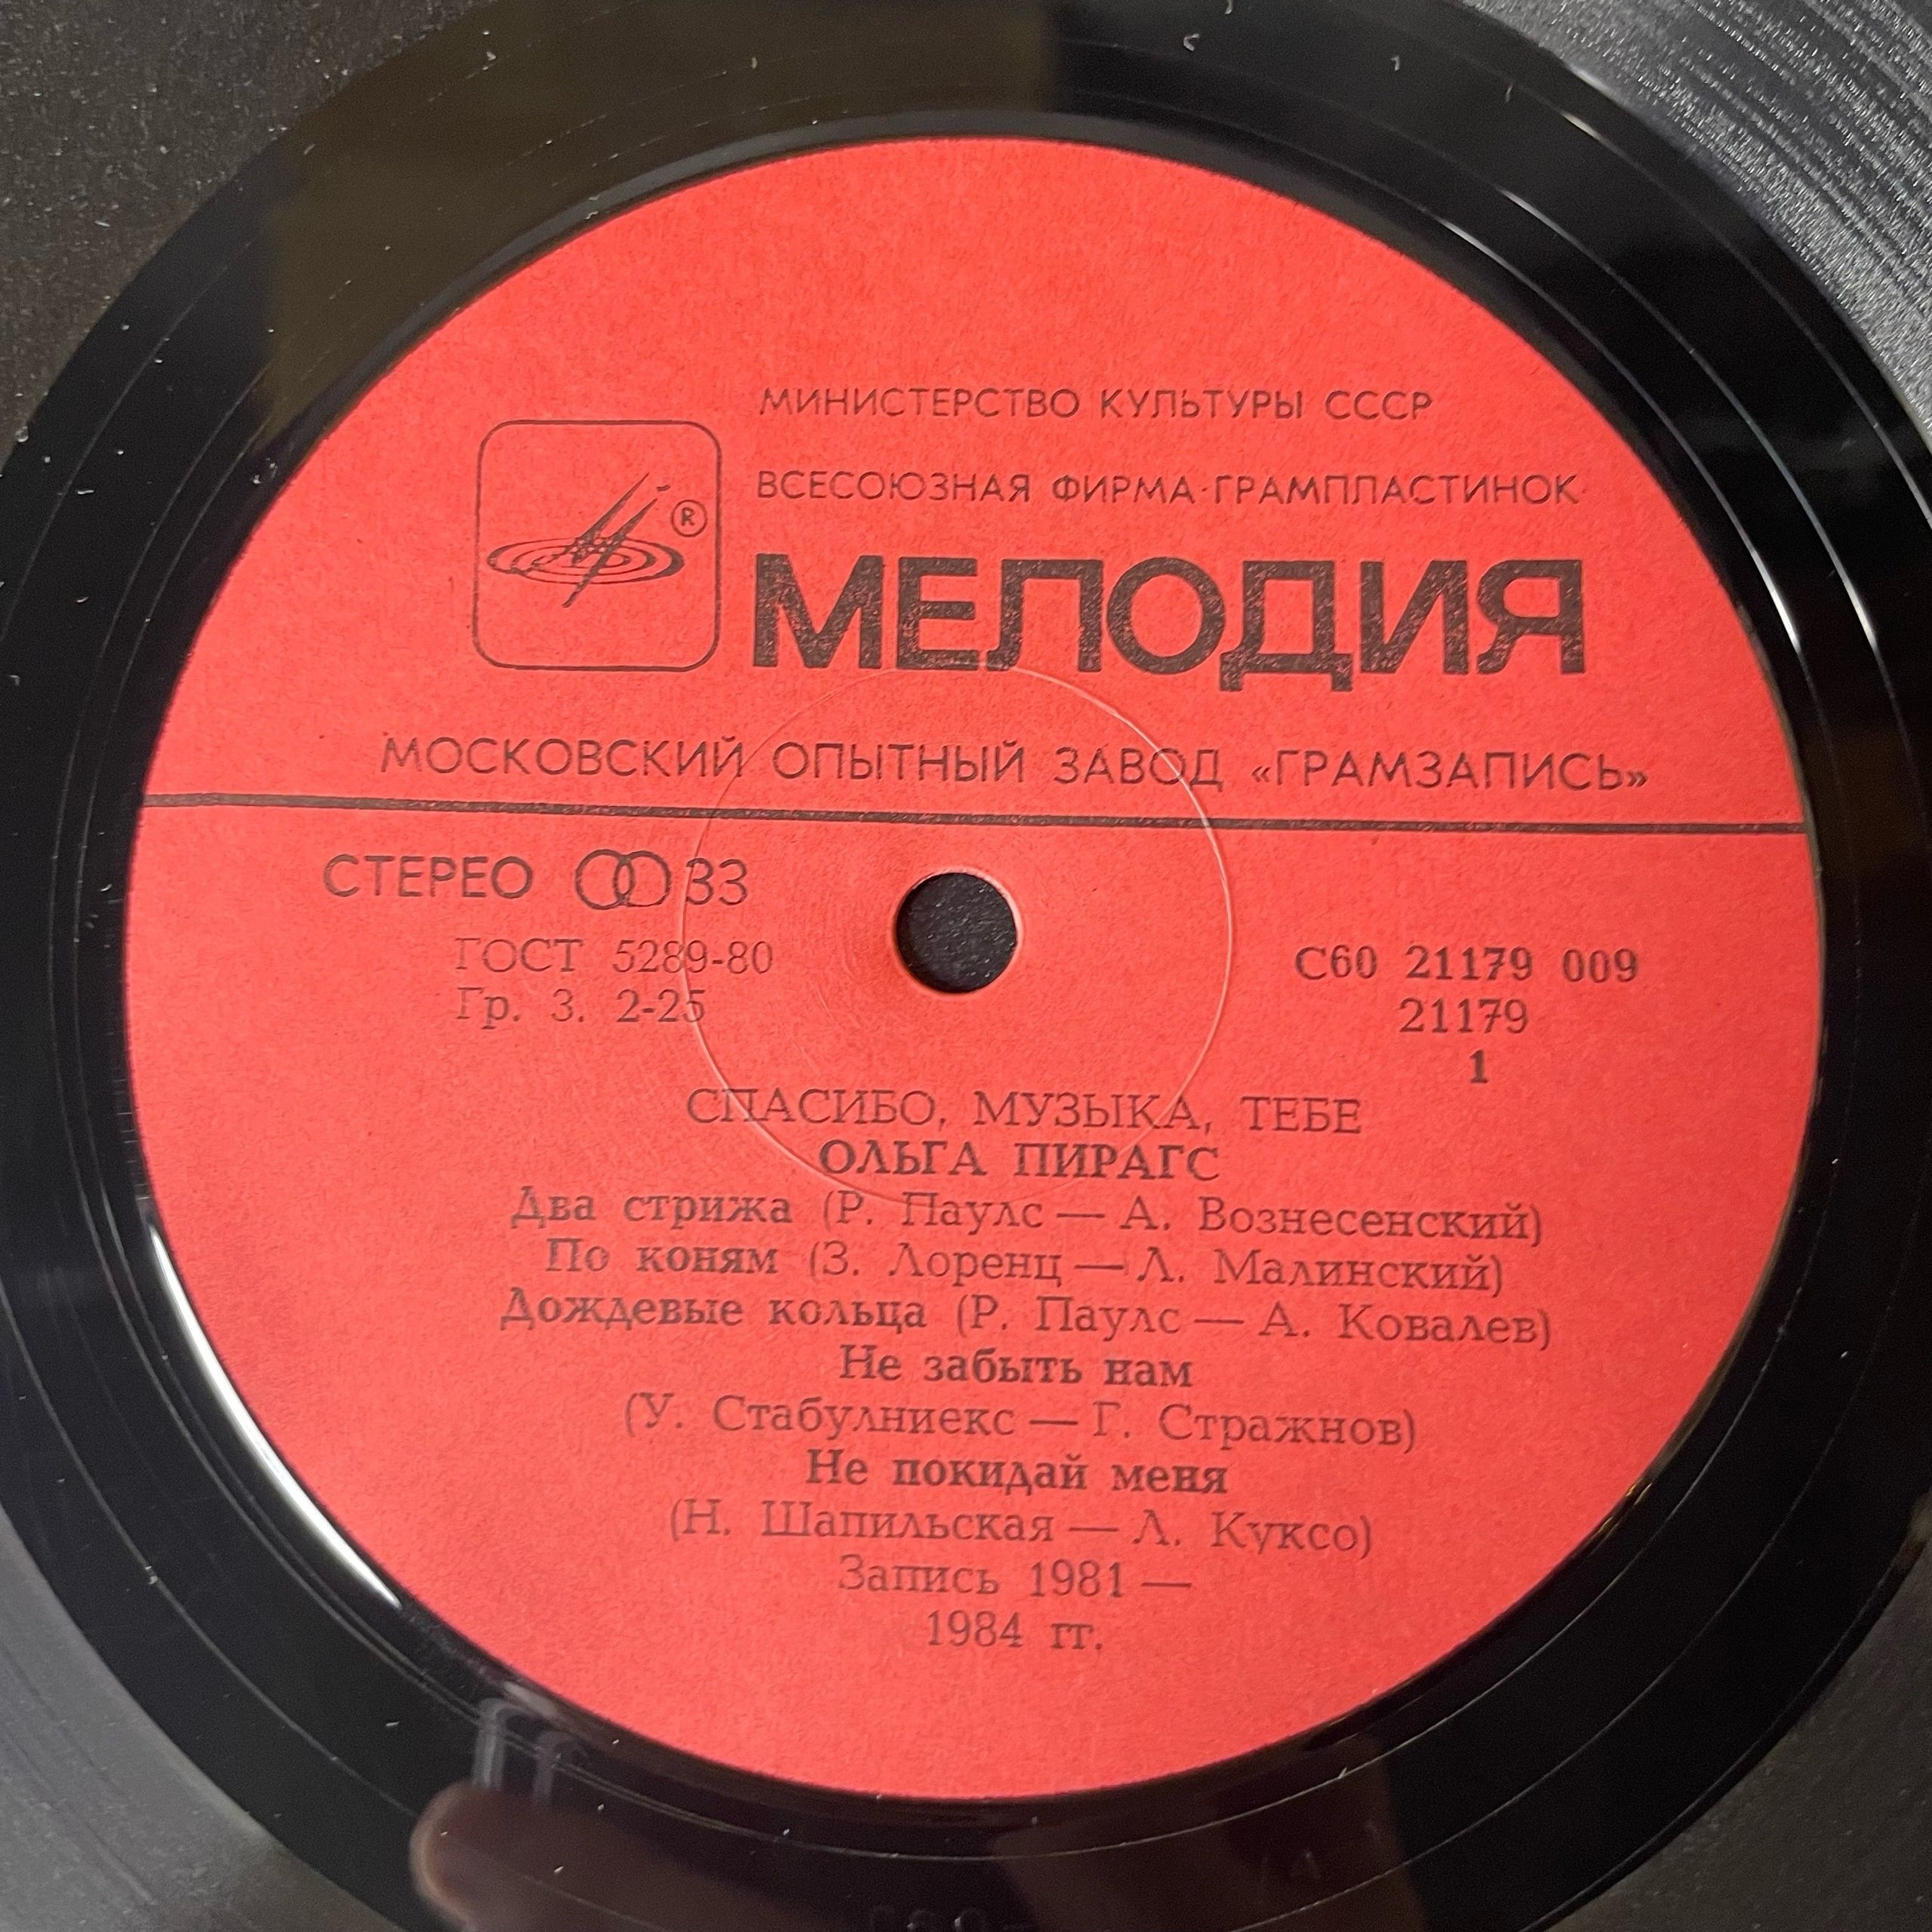 МИНИСТЕРСТВО КУЛЬТУРЫ СССР
ВСЕСОЮЗНАЯ ФИРМА·ГРАМПЛАСТИНОК
®
МЕЛОДИЯ
МОСКОВСКИЙ ОПЫТНЫЙ ЗАВОД «ГРАМЗАПИСЬ»
СТЕРЕО 33
ГОСТ 5289-80
Гр. 3. 2-25
С60 21179 009
21179
1
СПАСИБО, МУЗЫКА, ТЕБЕ
ОЛЬГА ПИРАГС
Два стрижа (Р. Паулс — А. Вознесенский)
По коням (З. Лоренц — Л. Малинский)
Дождевые кольца (Р. Паулс — А. Ковалев)
Не забыть нам
(У. Стабулниекс — Г. Стражнов)
Не покидай меня
(Н. Шапильская — Л. Куксо)
Запись 1981 —
1984 гг.